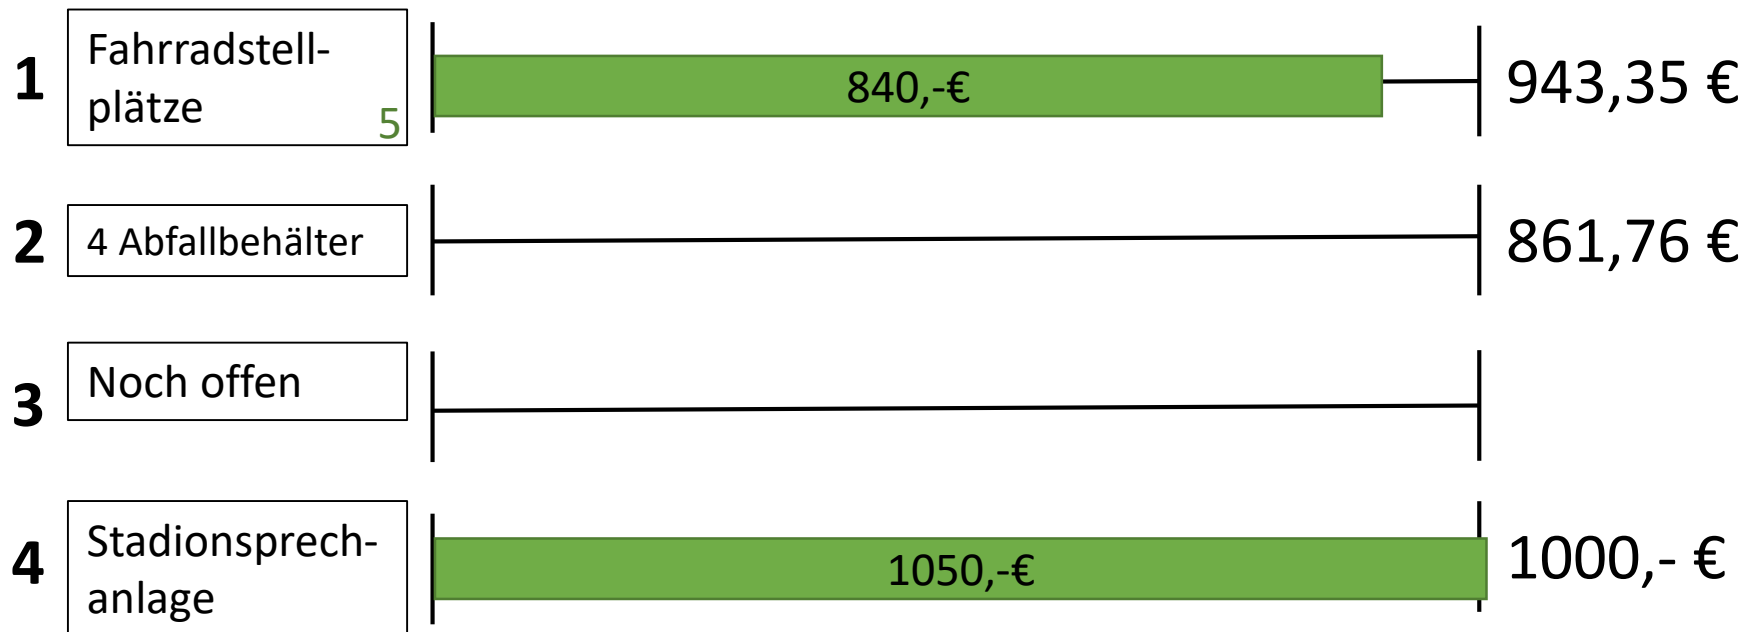 1 Fahrradstell- 840,-€ 943,35 €
plätze 5
2 4 Abfallbehälter 861,76 €
3 Noch offen
4 Stadionsprech- 1050,-€ 1000,- €
anlage